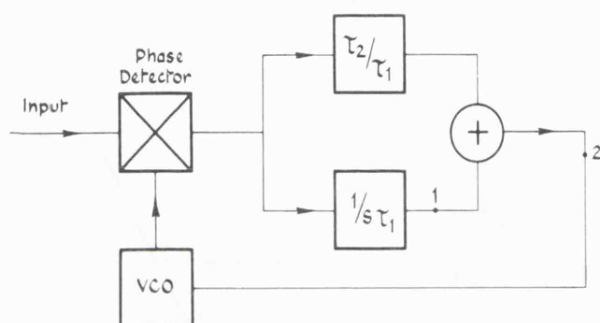 Phase
Detector
Input
τ₂/τ₁
+
2
1/sτ₁
1
VCO